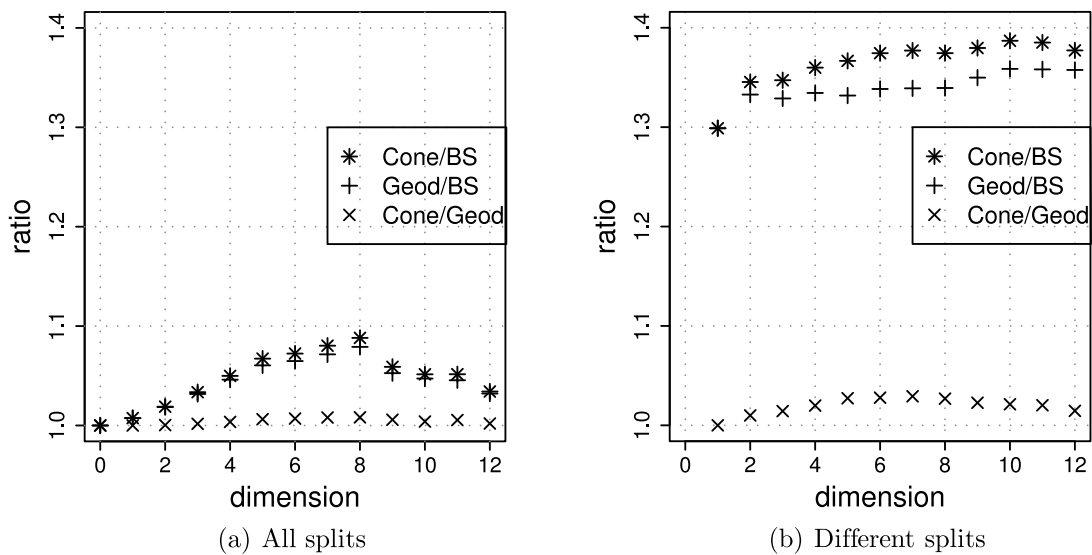 1.4
1.3
1.2
1.1
1.0
ratio
Cone/BS
Geod/BS
Cone/Geod
0 2 4 6 8 10 12
dimension
(a) All splits
1.4
1.3
1.2
1.1
1.0
ratio
Cone/BS
Geod/BS
Cone/Geod
0 2 4 6 8 10 12
dimension
(b) Different splits